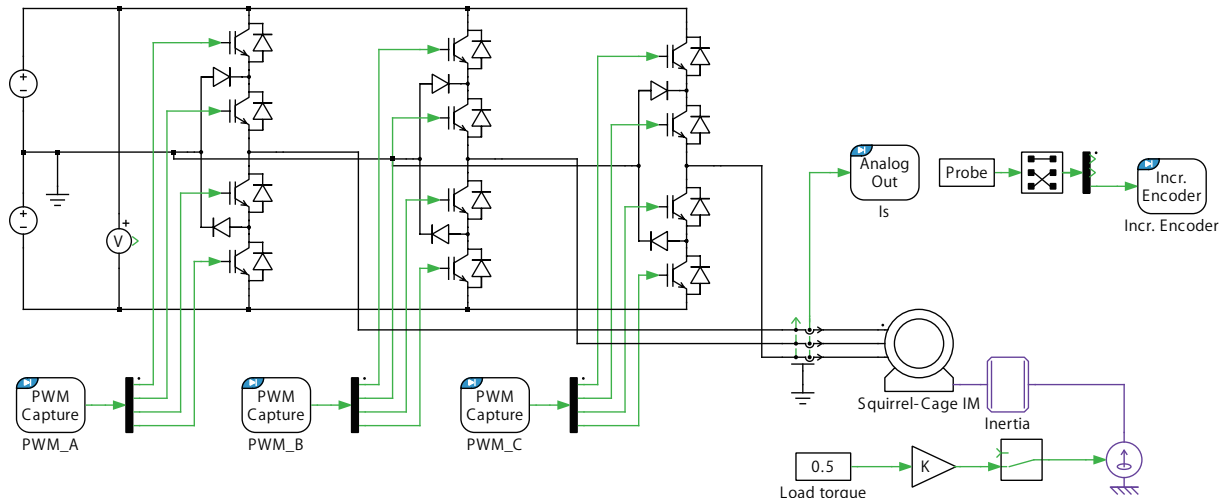 V
Analog
Out
Is
Probe
Incr.
Encoder
Incr. Encoder
PWM
Capture
PWM_A
PWM
Capture
PWM_B
PWM
Capture
PWM_C
Squirrel-Cage IM
Inertia
0.5
Load torque
K